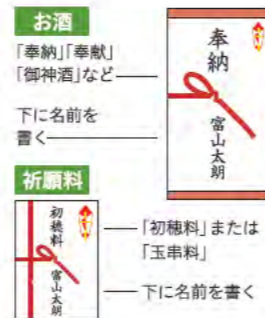 お酒
「奉納」「奉献」
「御神酒」など
下に名前を
書く
奉納
富山太朗
祈願料
初穂料
富山太朗
「初穂料」または
「玉串料」
下に名前を書く